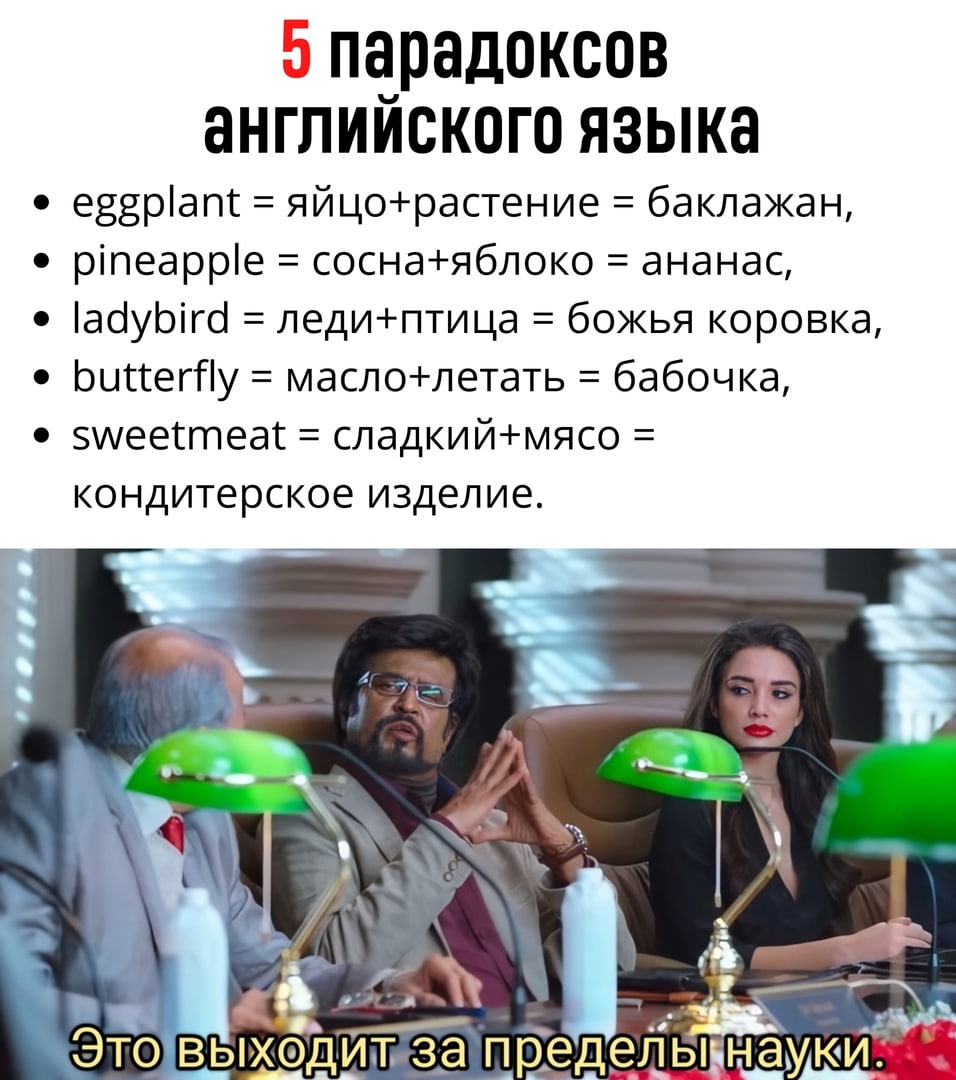 5 парадоксов
английского языка
• eggplant = яйцо+растение = баклажан,
• pineapple = сосна+яблоко = ананас,
• ladybird = леди+птица = божья коровка,
• butterfly = масло+летать = бабочка,
• sweetmeat = сладкий+мясо =
кондитерское изделие.
Это выходит за пределы науки.